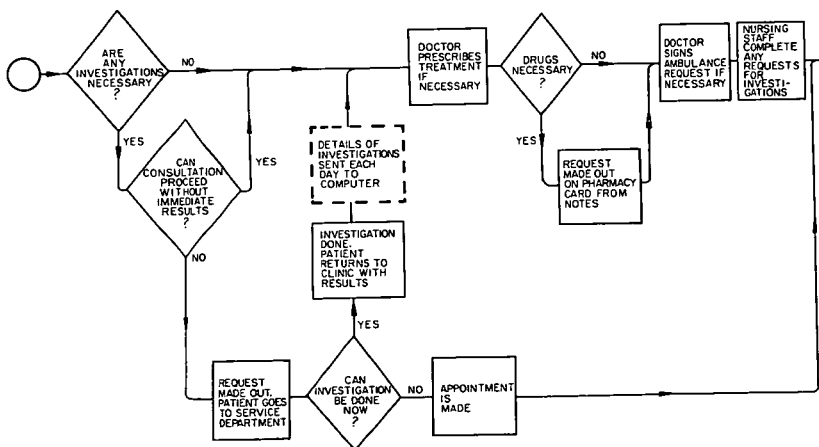 ARE
ANY
INVESTIGATIONS
NECESSARY
?
NO
YES
CAN
CONSULTATION
PROCEED
WITHOUT
IMMEDIATE
RESULTS
?
YES
NO
REQUEST
MADE OUT.
PATIENT GOES
TO SERVICE
DEPARTMENT
CAN
INVESTIGATION
BE DONE
NOW
?
YES
NO
INVESTIGATION
DONE.
PATIENT
RETURNS TO
CLINIC WITH
RESULTS
DETAILS OF
INVESTIGATIONS
SENT EACH
DAY TO
COMPUTER
APPOINTMENT
IS
MADE
DOCTOR
PRESCRIBES
TREATMENT
IF
NECESSARY
DRUGS
NECESSARY
?
NO
YES
REQUEST
MADE OUT
ON PHARMACY
CARD FROM
NOTES
DOCTOR
SIGNS
AMBULANCE
REQUEST IF
NECESSARY
NURSING
STAFF
COMPLETE
ANY
REQUESTS
FOR
INVESTI-
GATIONS